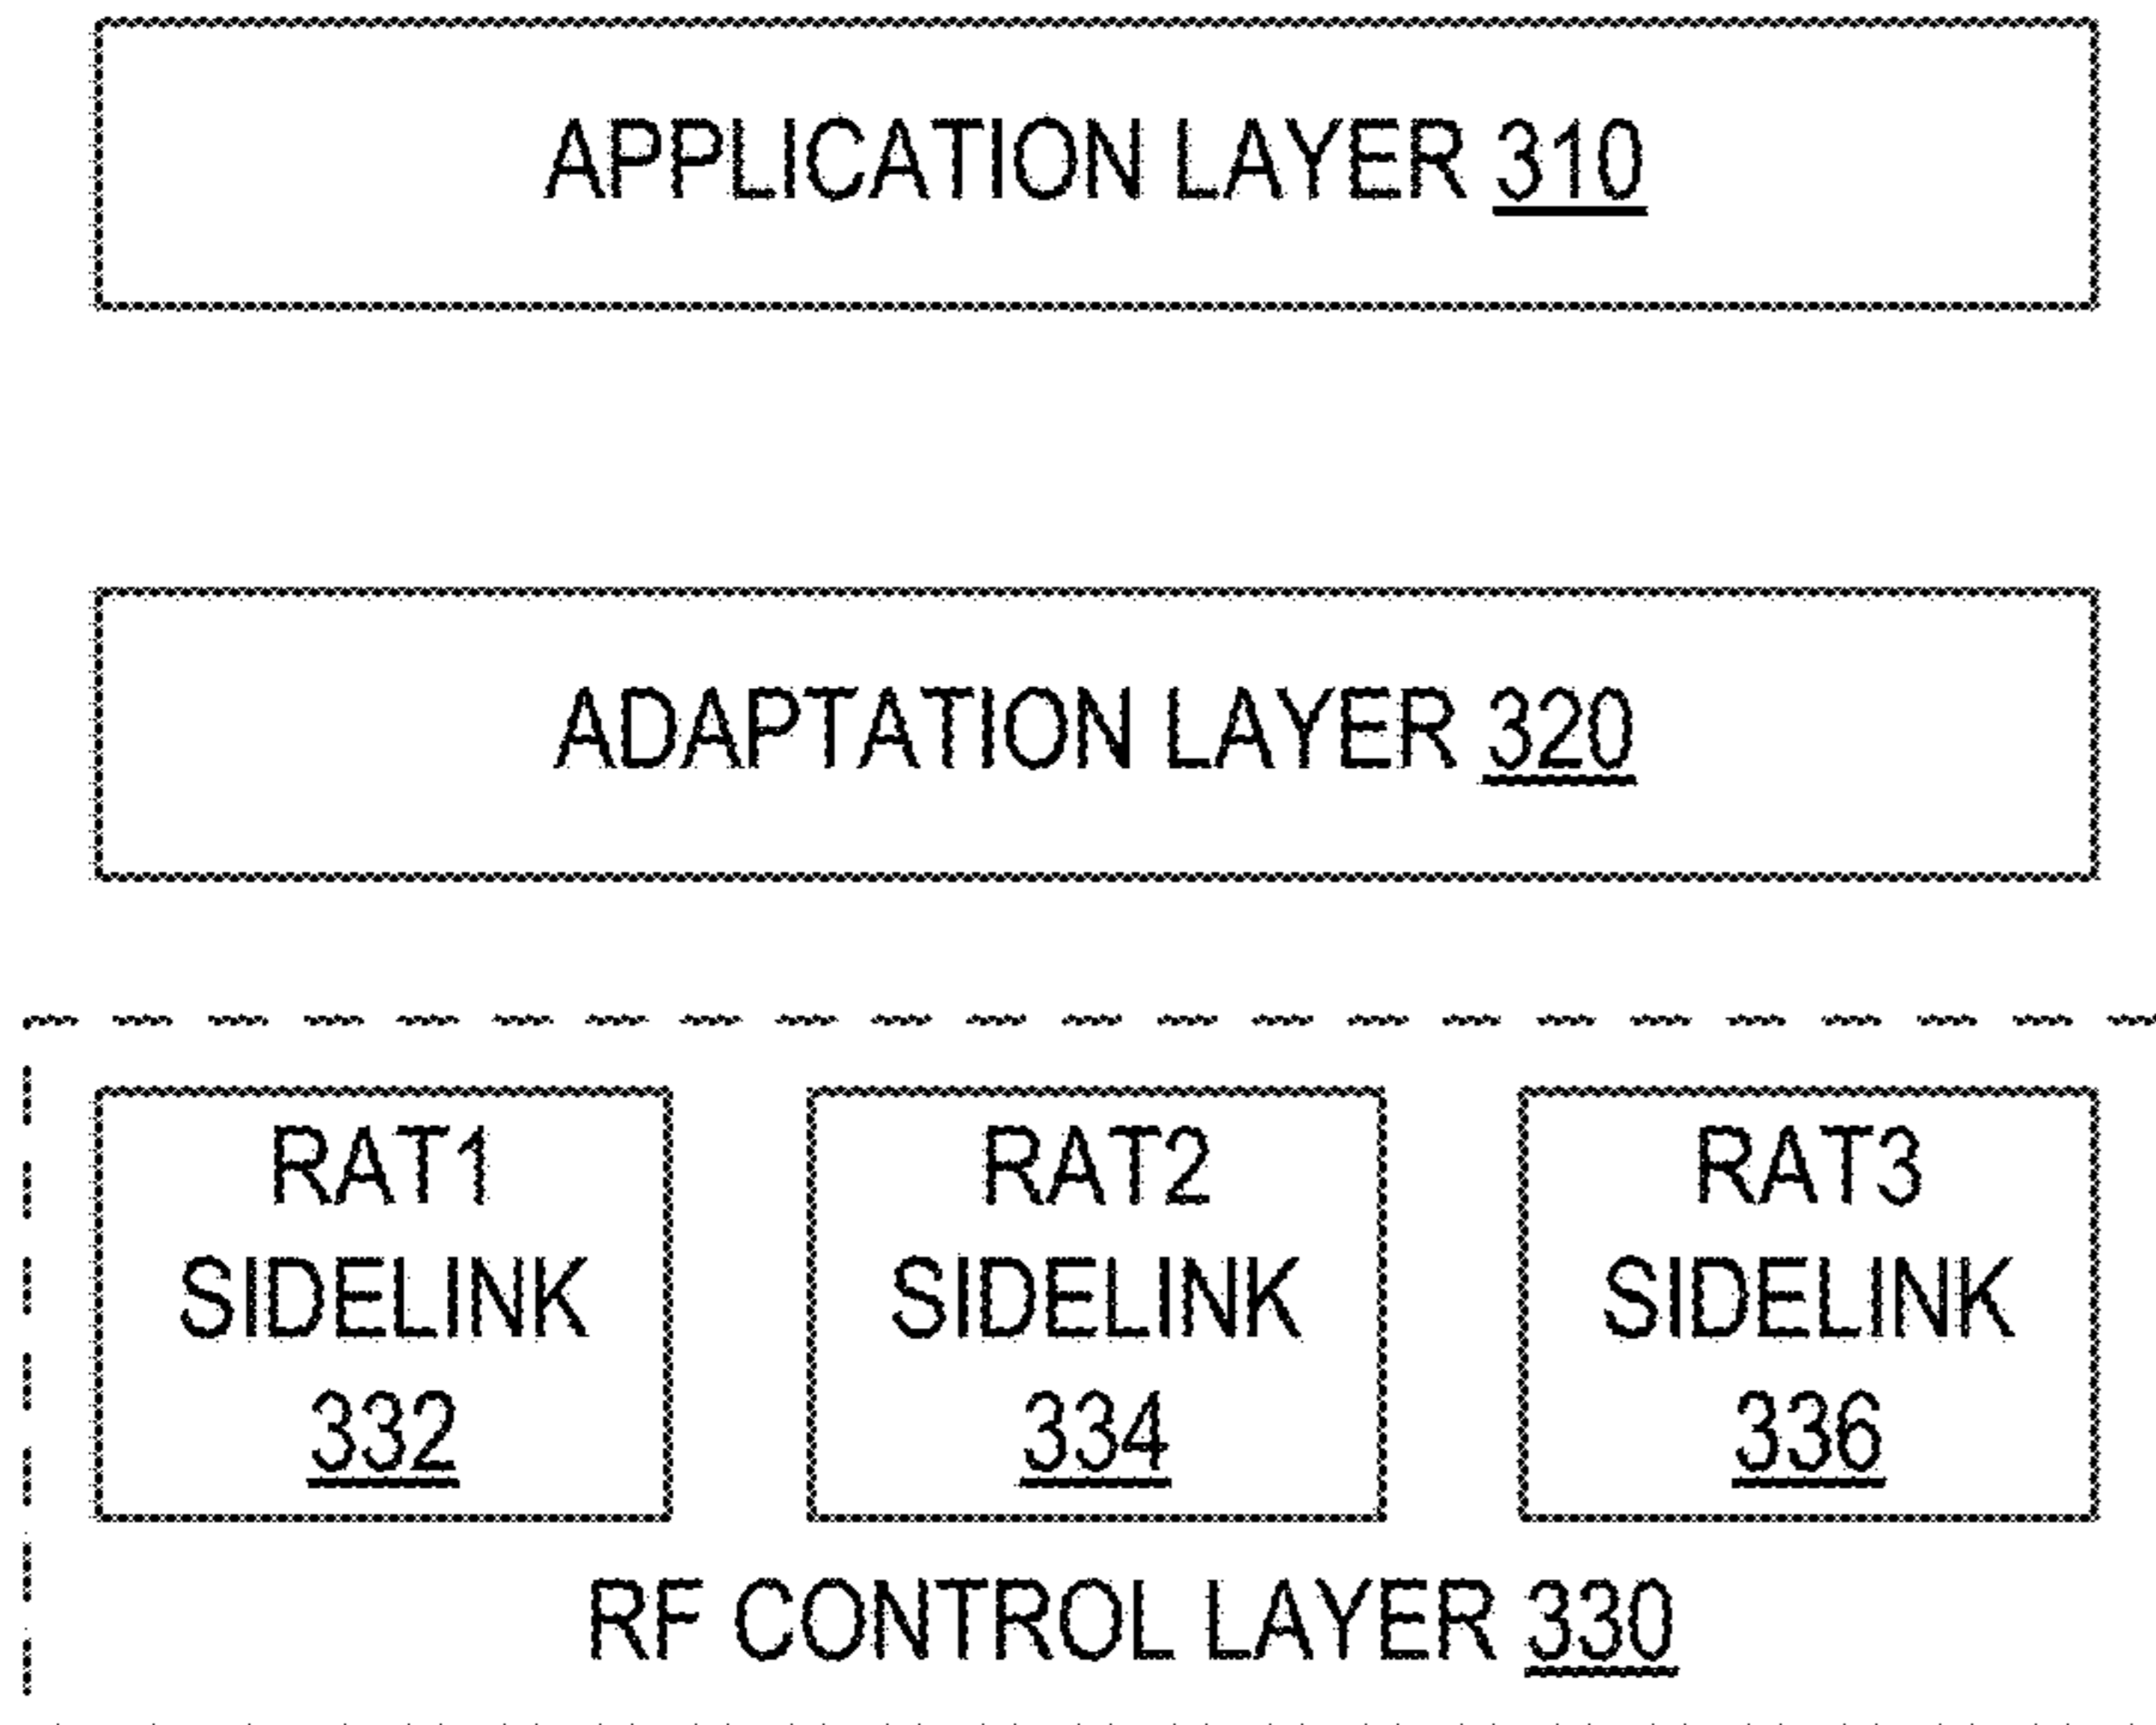 APPLICATION LAYER 310
ADAPTATION LAYER 320
RAT1
SIDELINK
332
RAT2
SIDELINK
334
RAT3
SIDELINK
336
RF CONTROL LAYER 330